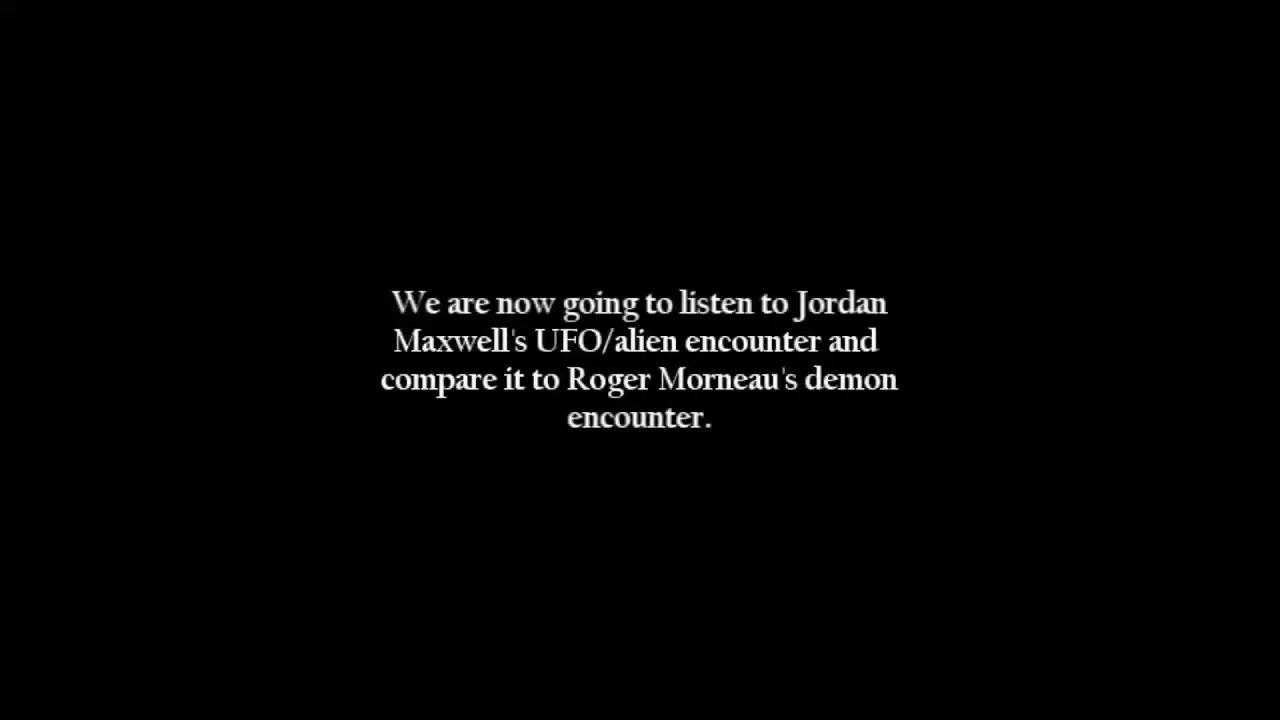 We are now going to listen to Jordan
Maxwell's UFO/alien encounter and
compare it to Roger Morneau's demon
encounter.